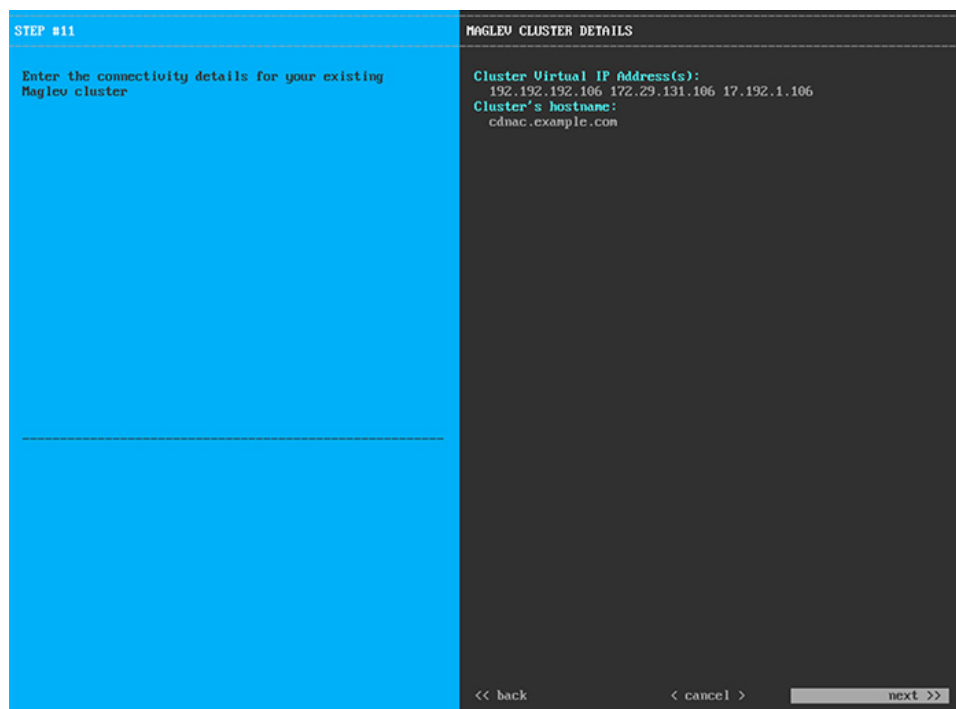 STEP #11
Enter the connectivity details for your existing
Maglev cluster
MAGLEV CLUSTER DETAILS
Cluster Virtual IP Address(s):
192.192.192.106 172.29.131.106 17.192.1.106
Cluster's hostname:
cdnac.example.com
<< back < cancel > next >>